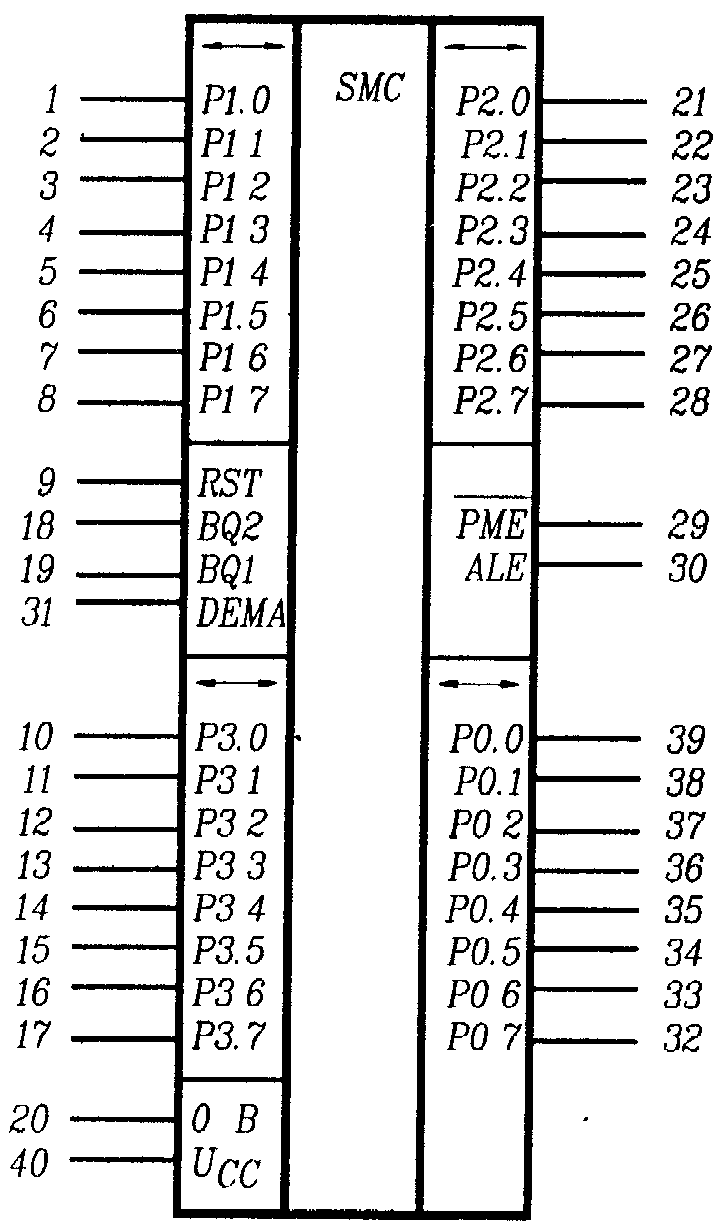 SMC
1 P1.0 P2.0 21
2 P1 1 P2.1 22
3 P1 2 P2.2 23
4 P1 3 P2.3 24
5 P1 4 P2.4 25
6 P1.5 P2.5 26
7 P1 6 P2.6 27
8 P1 7 P2.7 28
9 RST
18 BQ2 PME 29
19 BQ1 ALE 30
31 DEMA
10 P3.0 P0.0 39
11 P3 1 P0.1 38
12 P3 2 P0 2 37
13 P3 3 P0.3 36
14 P3 4 P0.4 35
15 P3.5 P0.5 34
16 P3 6 P0 6 33
17 P3.7 P0 7 32
20 0 В
40 UCC